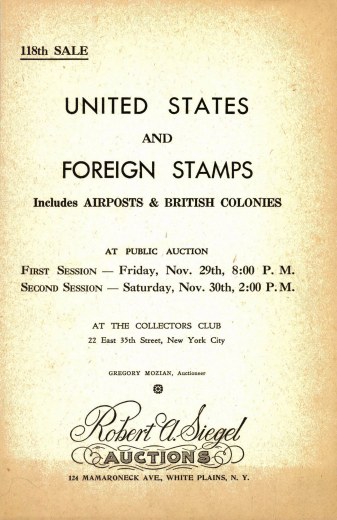 118th SALE
UNITED STATES
AND
FOREIGN STAMPS
Includes AIRPOSTS & BRITISH COLONIES
AT PUBLIC AUCTION
First Session — Friday, Nov. 29th, 8:00 P. M.
Second Session — Saturday, Nov. 30th, 2:00 P.M.
AT THE COLLECTORS CLUB
22 East 35th Street, New York City
GREGORY MOZIAN, Auctioneer
Robert A. Siegel
AUCTIONS
124 MAMARONECK AVE., WHITE PLAINS, N. Y.